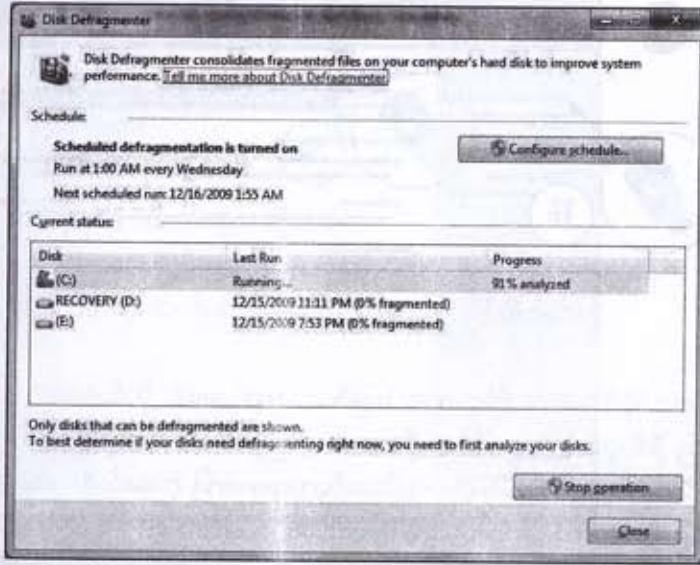 Disk Defragmenter
Disk Defragmenter consolidates fragmented files on your computer's hard disk to improve system
performance. Tell me more about Disk Defragmenter.
Schedule:
Scheduled defragmentation is turned on
Configure schedule...
Run at 1:00 AM every Wednesday
Next scheduled run: 12/16/2009 1:55 AM
Current status:
Disk Last Run Progress
(C:) Running... 91% analyzed
RECOVERY (D:) 12/15/2009 11:11 PM (0% fragmented)
(E:) 12/15/2009 7:53 PM (0% fragmented)
Only disks that can be defragmented are shown.
To best determine if your disks need defragmenting right now, you need to first analyze your disks.
Stop operation
Close